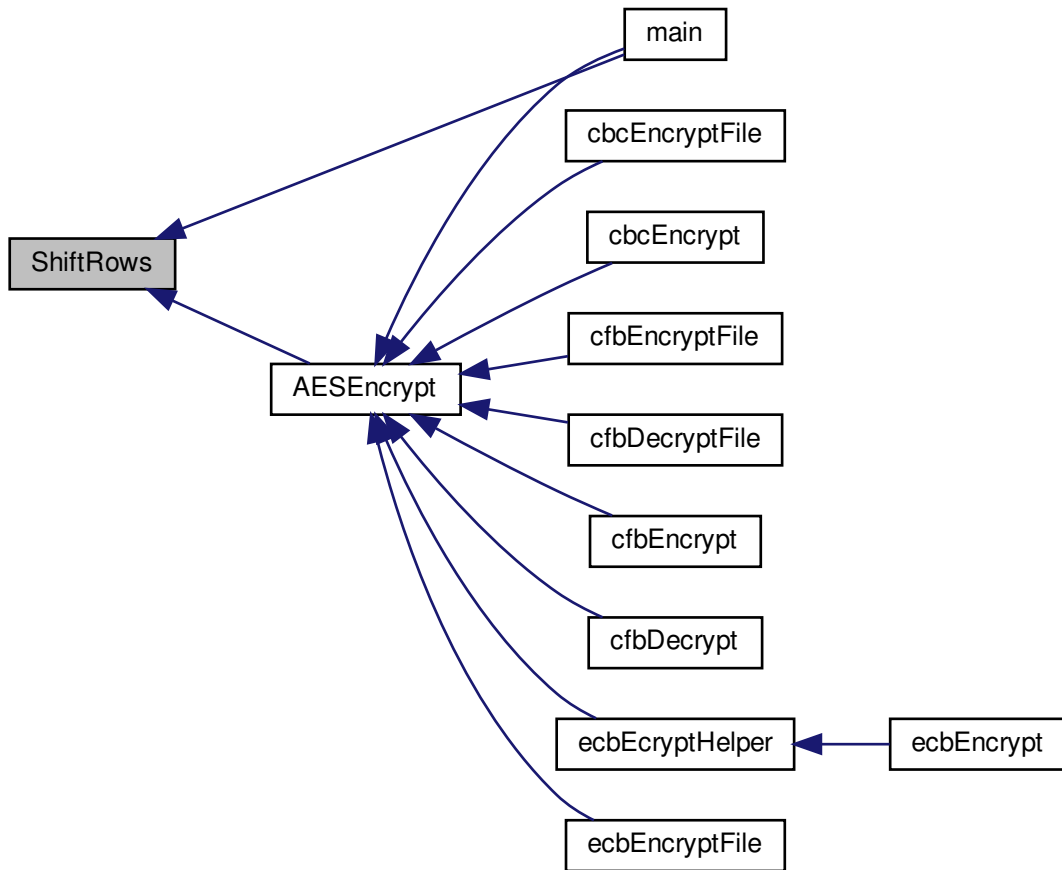 main
cbcEncryptFile
cbcEncrypt
ShiftRows
cfbEncryptFile
AESEncrypt
cfbDecryptFile
cfbEncrypt
cfbDecrypt
ecbEcryptHelper
ecbEncrypt
ecbEncryptFile